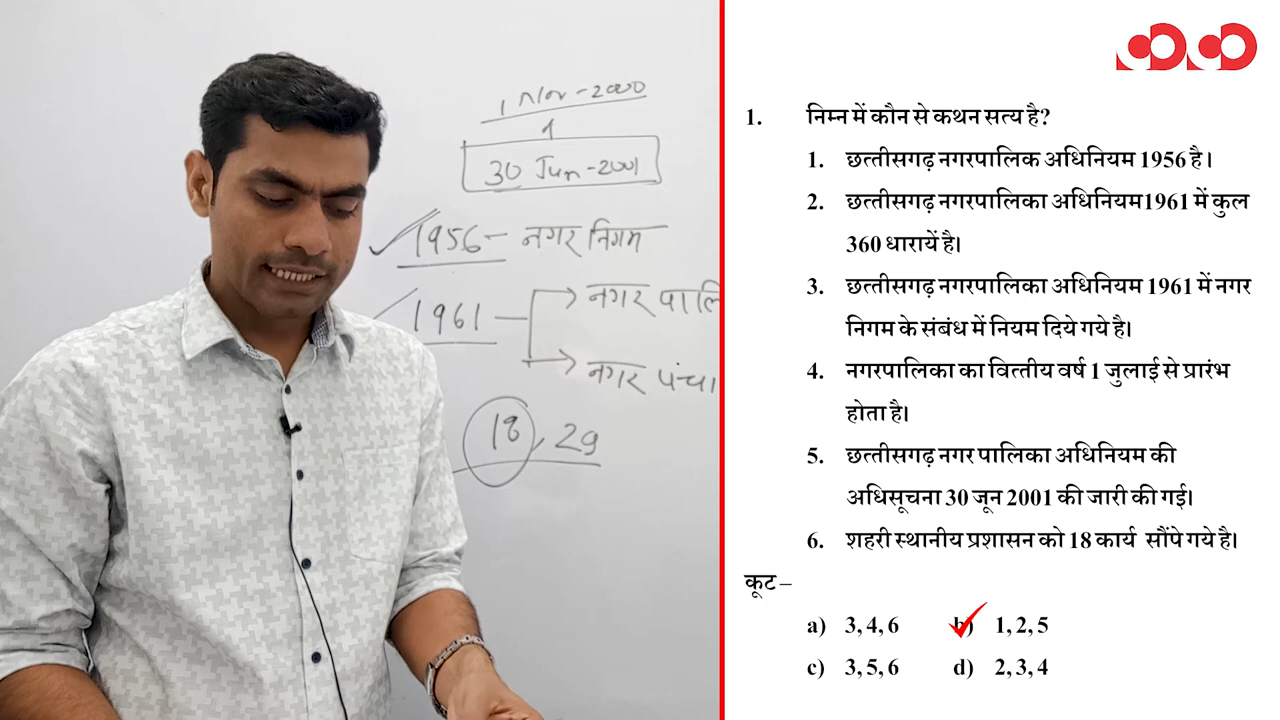 1 Nov-2000
30 Jun-2001
1956 - नगर निगम
1961
नगर पालि
नगर पंचा
18, 29
1. निम्न में कौन से कथन सत्य है?
1. छत्तीसगढ़ नगरपालिक अधिनियम 1956 है।
2. छत्तीसगढ़ नगरपालिका अधिनियम1961 में कुल
360 धारायें है।
3. छत्तीसगढ़ नगरपालिका अधिनियम 1961 में नगर
निगम के संबंध में नियम दिये गये है।
4. नगरपालिका का वित्तीय वर्ष 1 जुलाई से प्रारंभ
होता है।
5. छत्तीसगढ़ नगर पालिका अधिनियम की
अधिसूचना 30 जून 2001 की जारी की गई।
6. शहरी स्थानीय प्रशासन को 18 कार्य सौंपे गये है।
कूट –
a) 3, 4, 6 b) 1, 2, 5
c) 3, 5, 6 d) 2, 3, 4